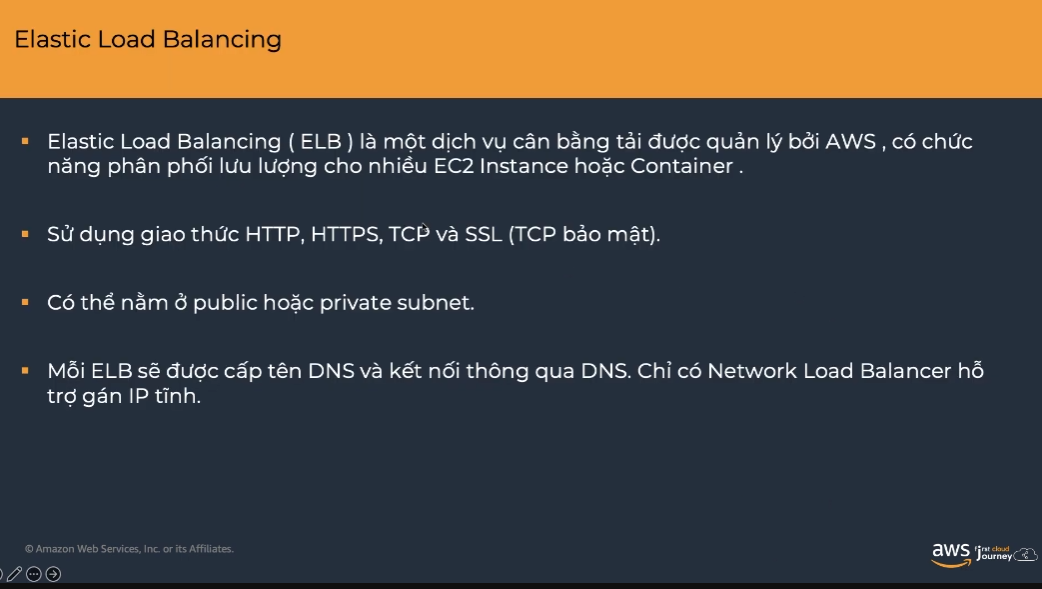 Elastic Load Balancing
Elastic Load Balancing ( ELB ) là một dịch vụ cân bằng tải được quản lý bởi AWS , có chức
năng phân phối lưu lượng cho nhiều EC2 Instance hoặc Container .
Sử dụng giao thức HTTP, HTTPS, TCP và SSL (TCP bảo mật).
Có thể nằm ở public hoặc private subnet.
Mỗi ELB sẽ được cấp tên DNS và kết nối thông qua DNS. Chỉ có Network Load Balancer hỗ
trợ gán IP tĩnh.
© Amazon Web Services, Inc. or its Affiliates.
aws first cloud
journey